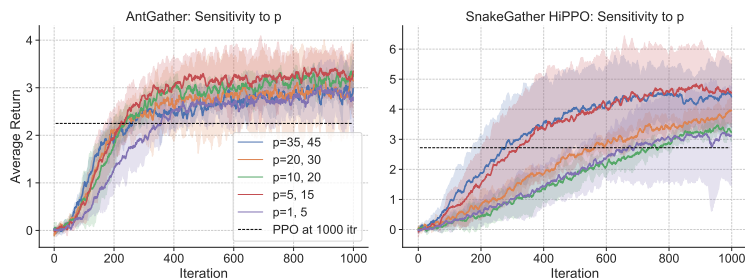 AntGather: Sensitivity to p
Average Return
4
3
2
1
0
0
200
400
600
800
1000
Iteration
p=35, 45
p=20, 30
p=10, 20
p=5, 15
p=1, 5
PPO at 1000 itr
SnakeGather HiPPO: Sensitivity to p
6
5
4
3
2
1
0
0
200
400
600
800
1000
Iteration